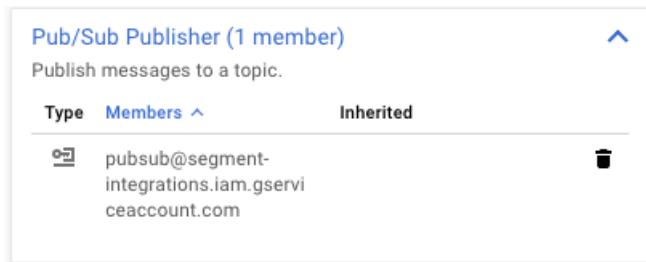 Pub/Sub Publisher (1 member)
Publish messages to a topic.
Type Members Inherited
pubsub@segment-
integrations.iam.gservi
ceaccount.com